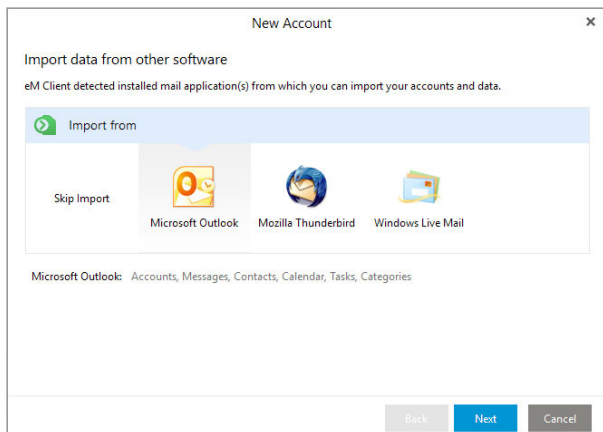 New Account
Import data from other software
eM Client detected installed mail application(s) from which you can import your accounts and data.
Import from
Skip Import
Microsoft Outlook
Mozilla Thunderbird
Windows Live Mail
Microsoft Outlook: Accounts, Messages, Contacts, Calendar, Tasks, Categories
Back
Next
Cancel